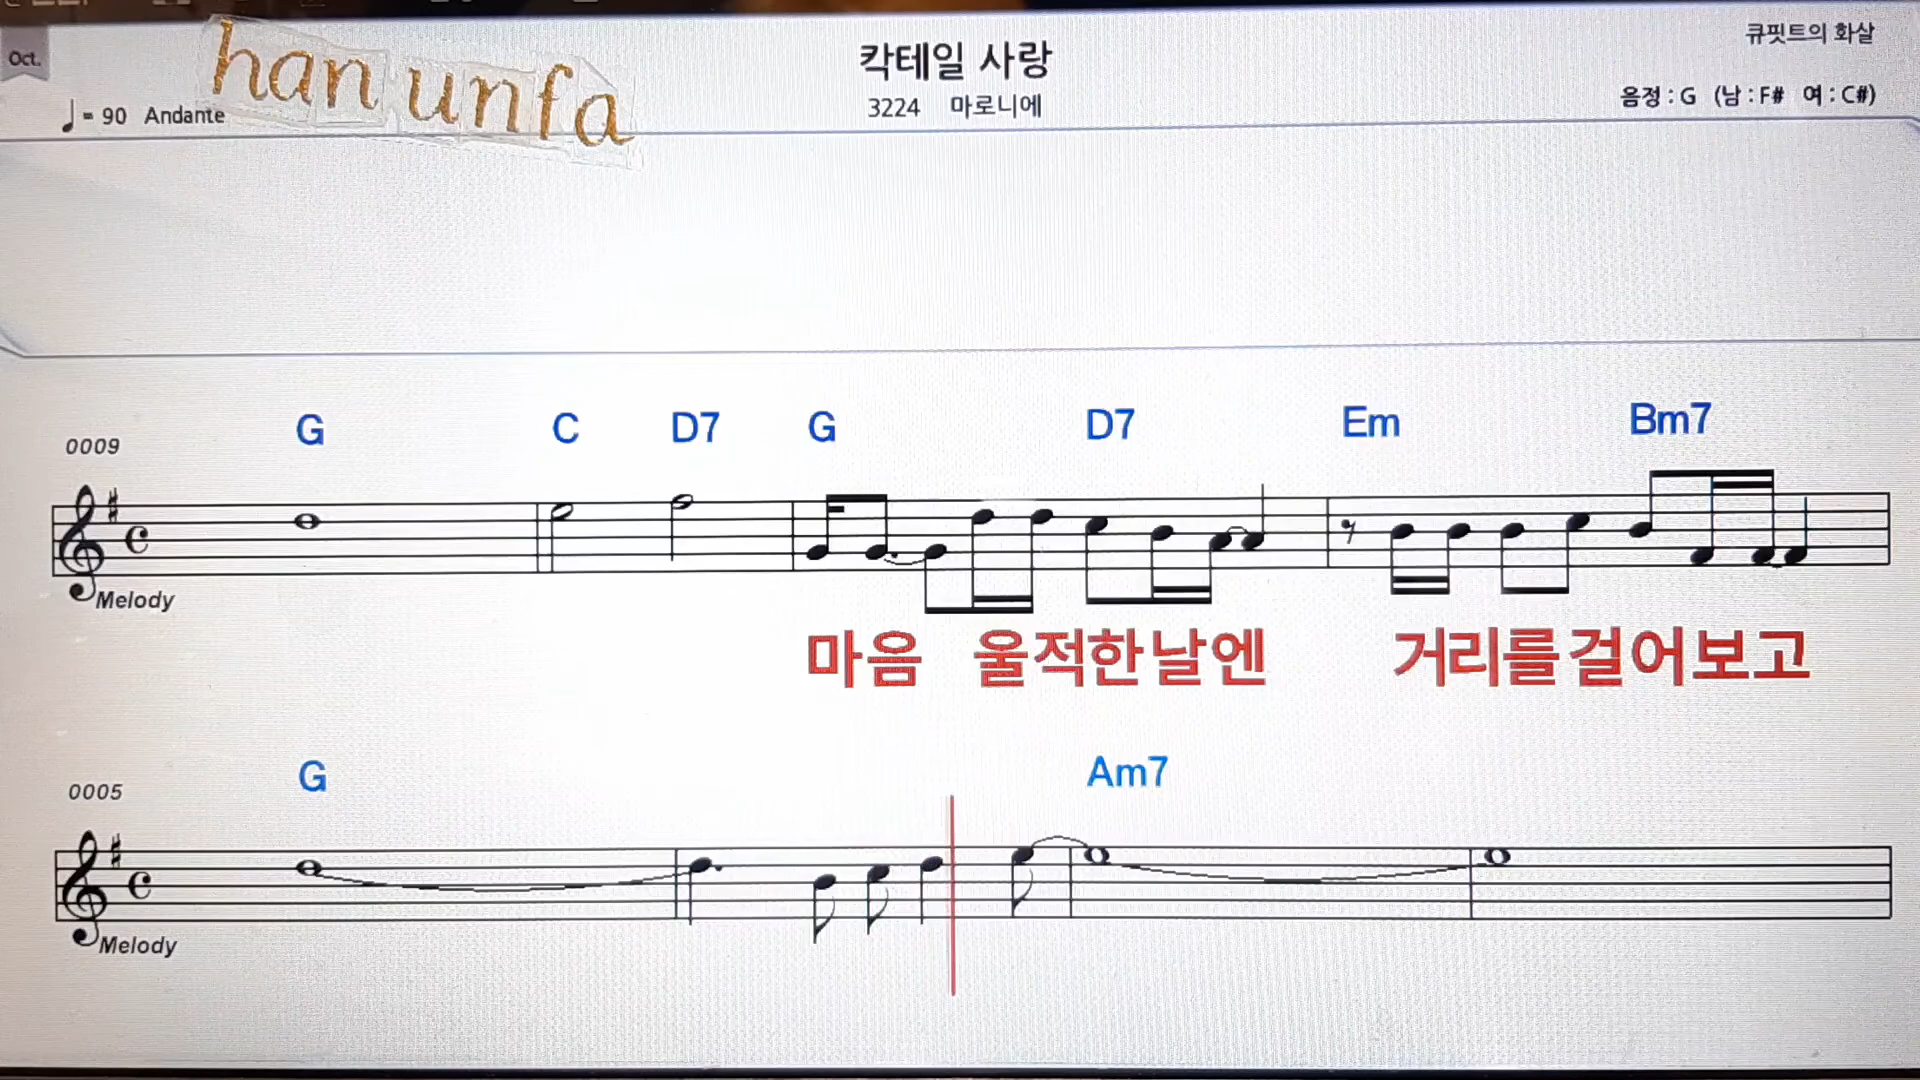 Oct.
han unfa
칵테일 사랑
큐핏트의 화살
= 90 Andante
3224 마로니에
음정 : G (남 : F# 여 : C#)
G C D7 G D7 Em Bm7
0009
Melody
마음 울적한날엔 거리를걸어보고
G Am7
0005
Melody